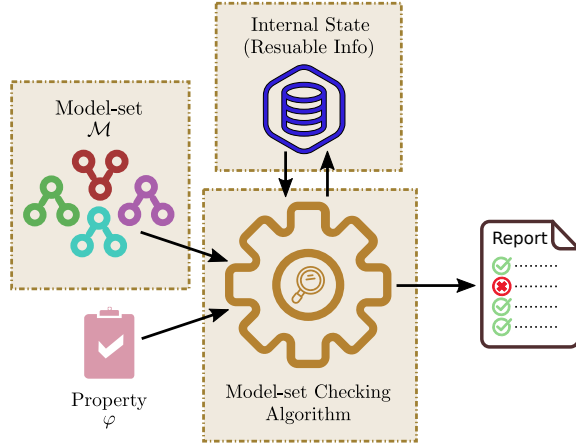 Internal State
(Resuable Info)
Model-set
ℳ
Report
Property
φ
Model-set Checking
Algorithm